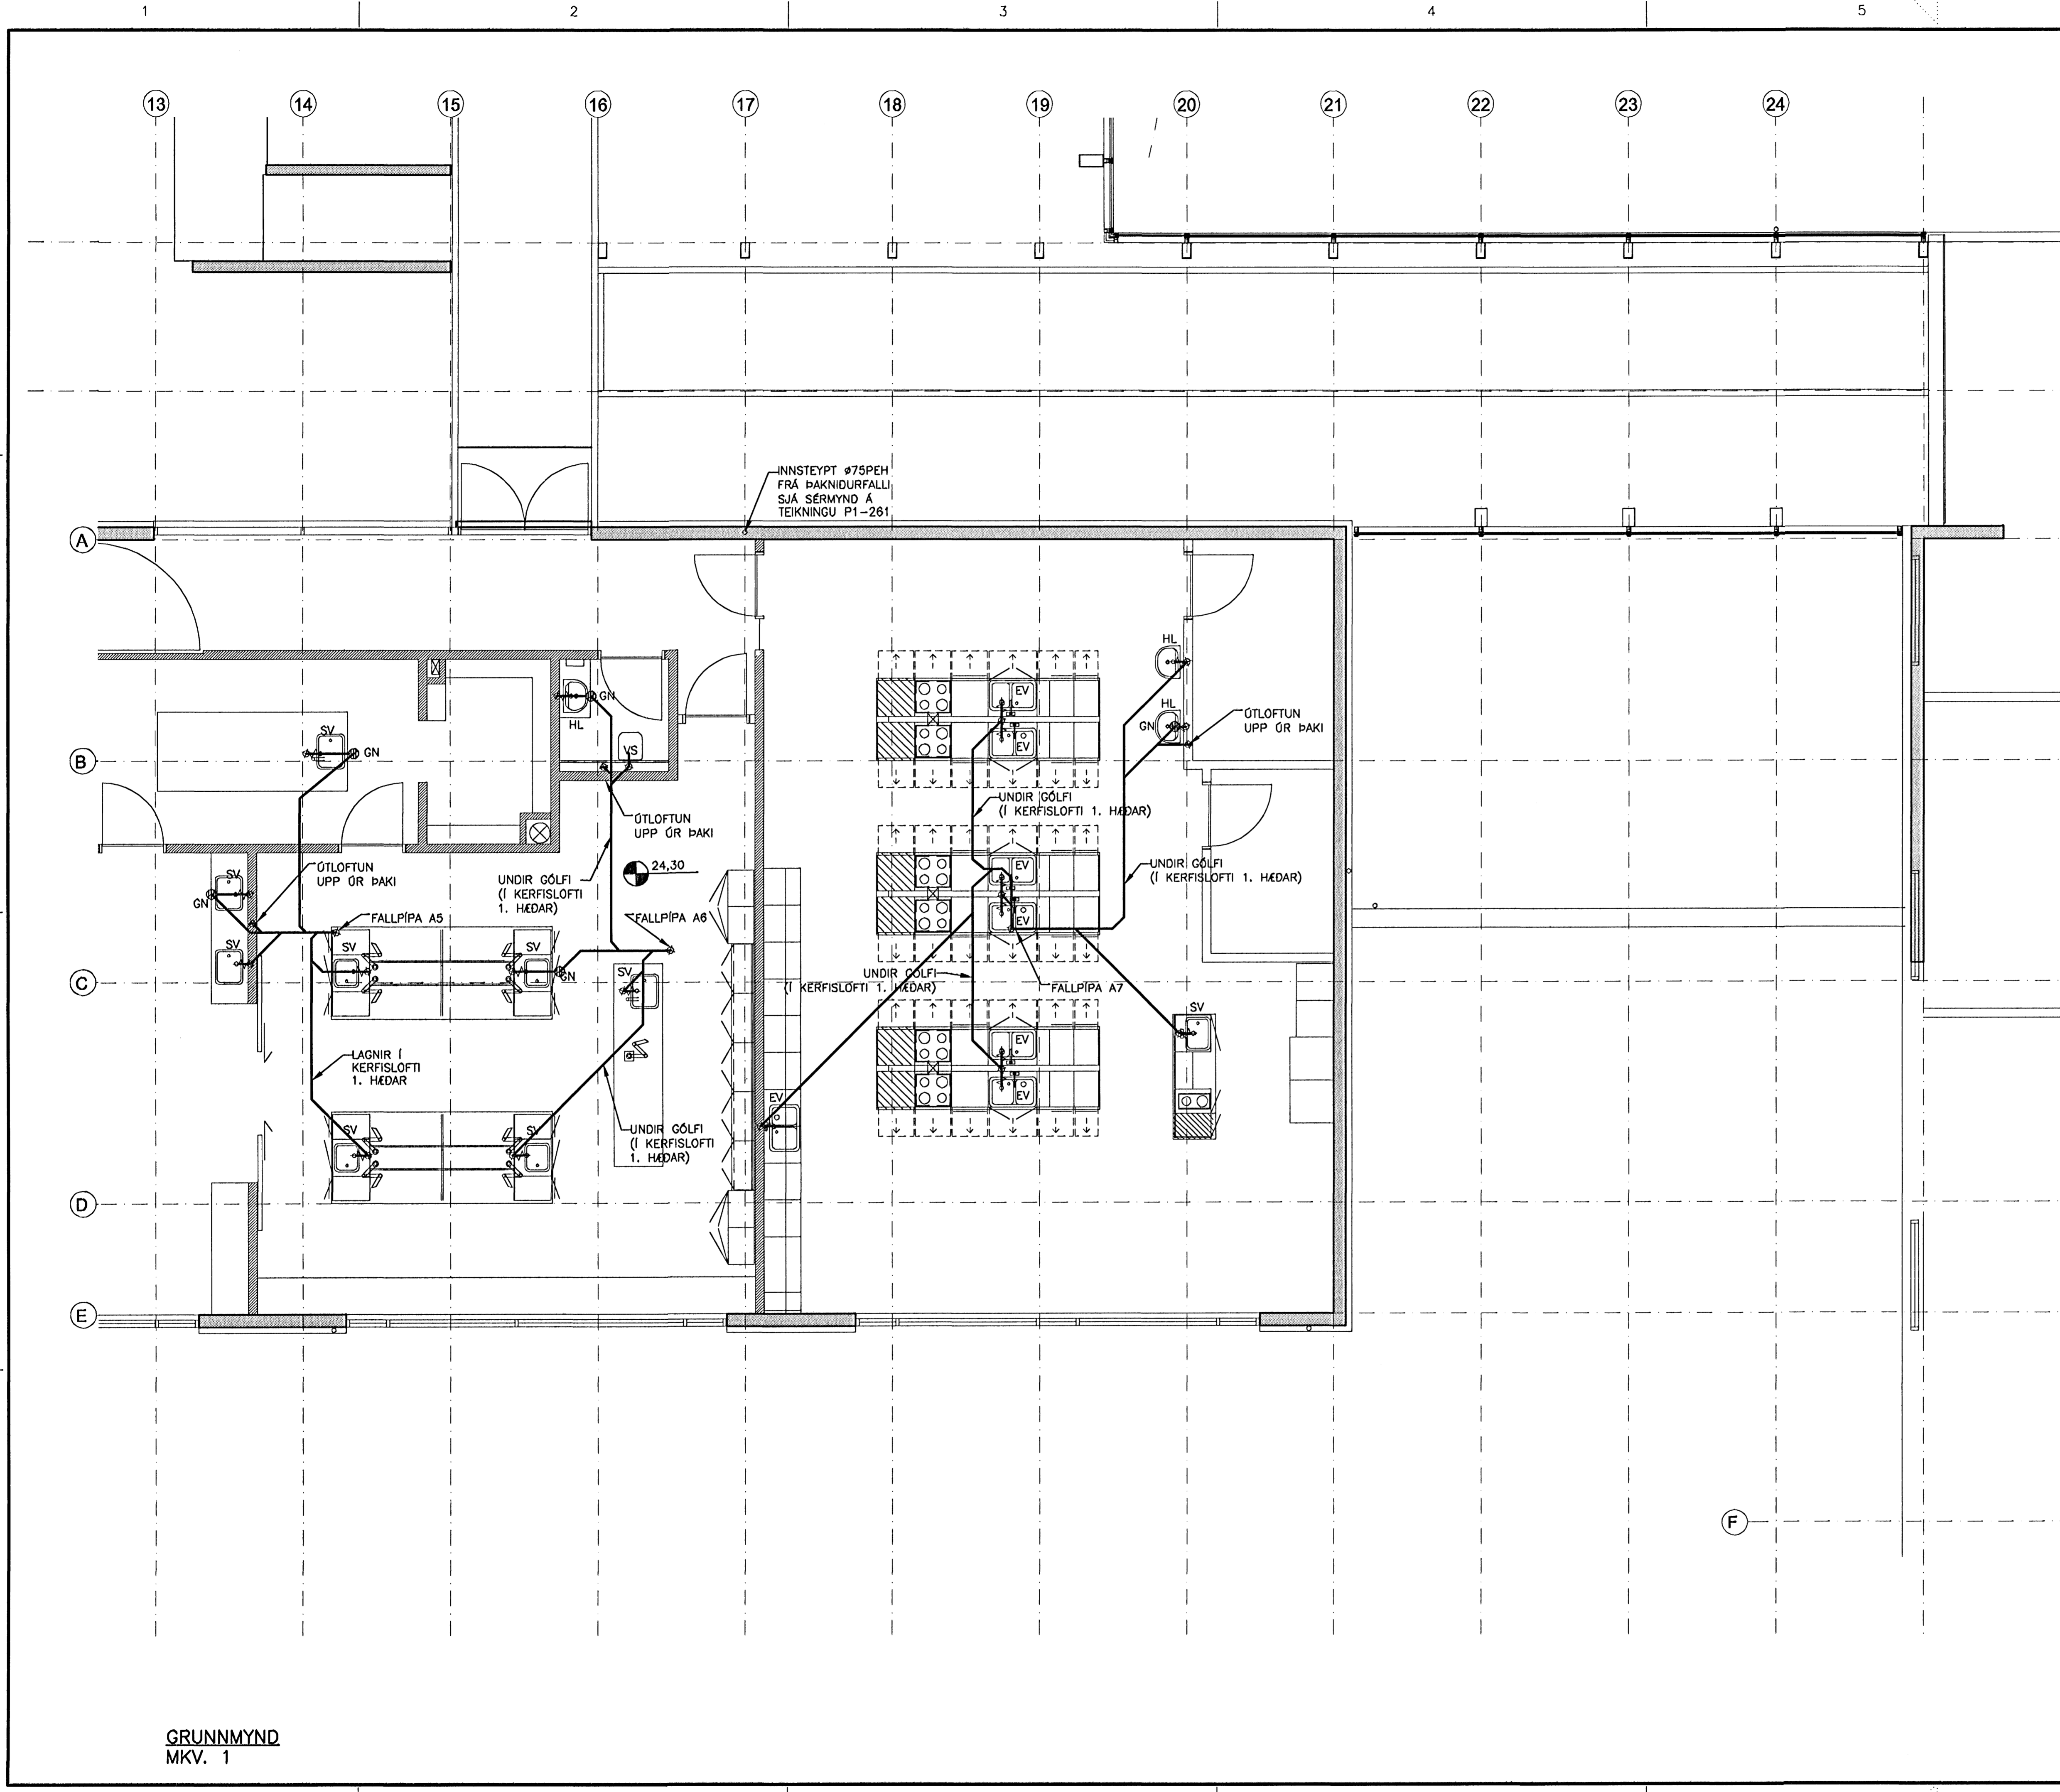 1 2 3 4 5
13 14 15 16 17 18 19 20 21 22 23 24
INNSTEYPT ø75PEH
FRÁ ÞAKNIÐURFALLI
SJÁ SÉRMYND Á
TEIKNINGU P1-261
A
HL
EV
HL
GN
EV
ÚTLOFTUN
UPP ÚR ÞAKI
GN
HL
VS
SV
GN
B
UNDIR GÓLFI
(Í KERFISLOFTI 1. HÆÐAR)
ÚTLOFTUN
UPP ÚR ÞAKI
24,30
ÚTLOFTUN
UPP ÚR ÞAKI
UNDIR GÓLFI
(Í KERFISLOFTI
1. HÆÐAR)
EV
EV
UNDIR GÓLFI
(Í KERFISLOFTI 1. HÆÐAR)
SV
GN
FALLPÍPA A5
FALLPÍPA A6
SV
SV
SV
GN
SV
C
UNDIR GÓLFI
(Í KERFISLOFTI 1. HÆÐAR)
FALLPÍPA A7
SV
EV
EV
LAGNIR Í
KERFISLOFTI
1. HÆÐAR
EV
SV
SV
UNDIR GÓLFI
(Í KERFISLOFTI
1. HÆÐAR)
D
E
F
GRUNNMYND
MKV. 1